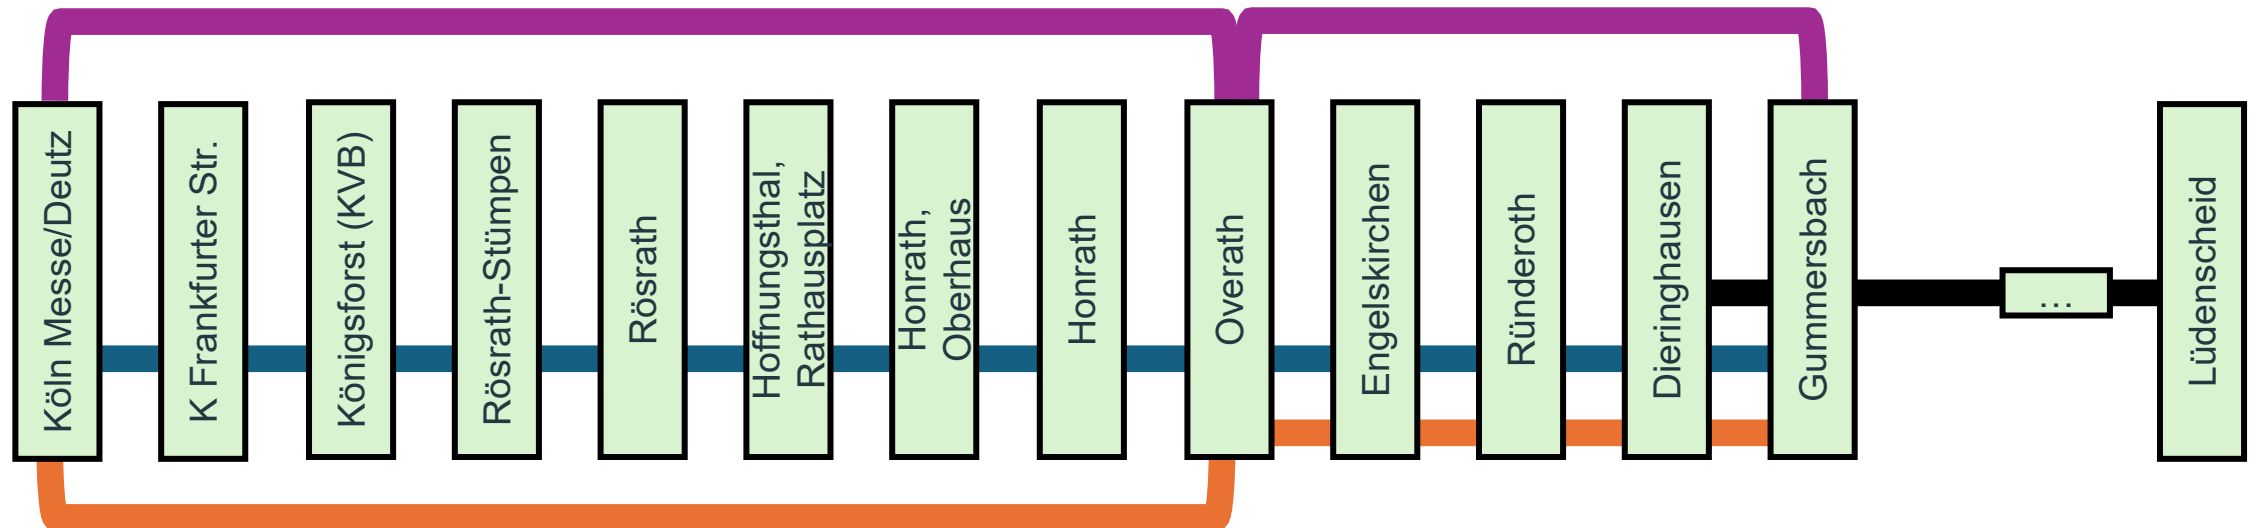 Köln Messe/Deutz
K Frankfurter Str.
Königsforst (KVB)
Rösrath-Stümpen
Rösrath
Hoffnungsthal,
Rathausplatz
Honrath,
Oberhaus
Honrath
Overath
Engelskirchen
Ründeroth
Dieringhausen
Gummersbach
...
Lüdenscheid